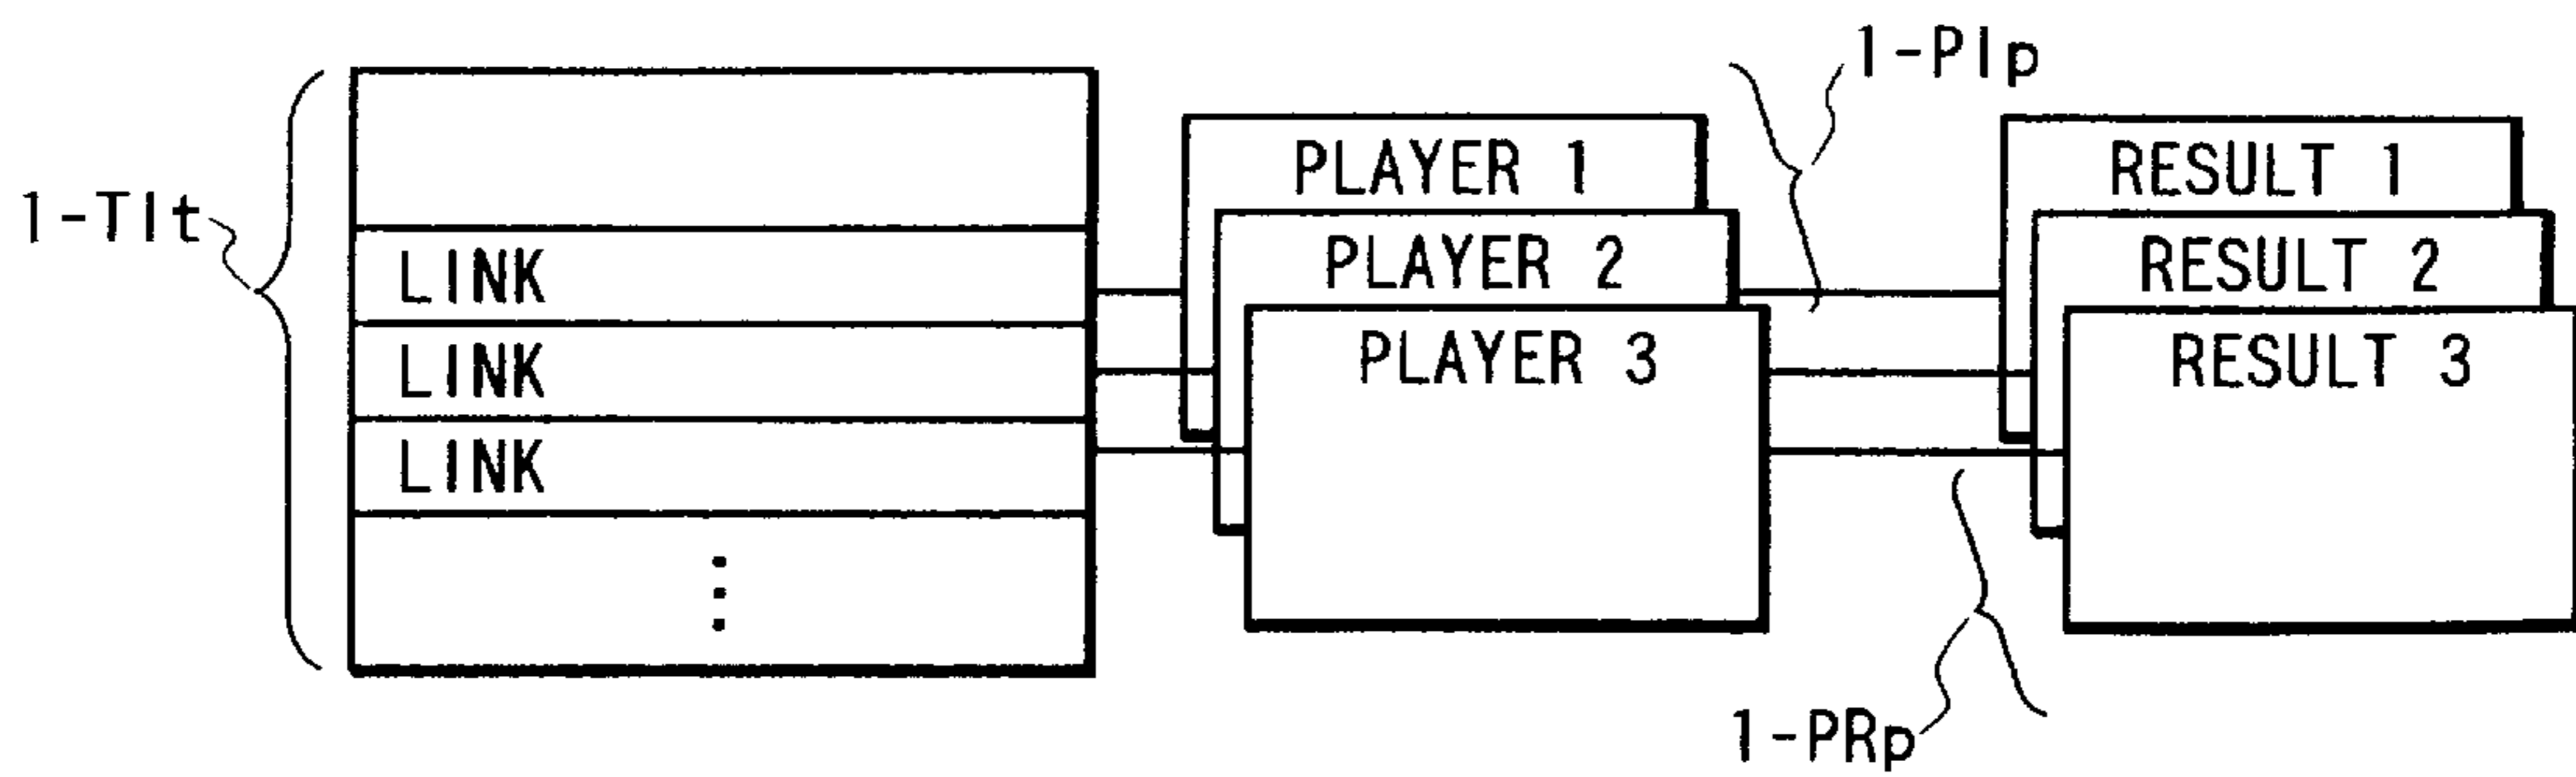 1-TIt
LINK
LINK
LINK
PLAYER 1
PLAYER 2
PLAYER 3
1-PIp
RESULT 1
RESULT 2
RESULT 3
1-PRp